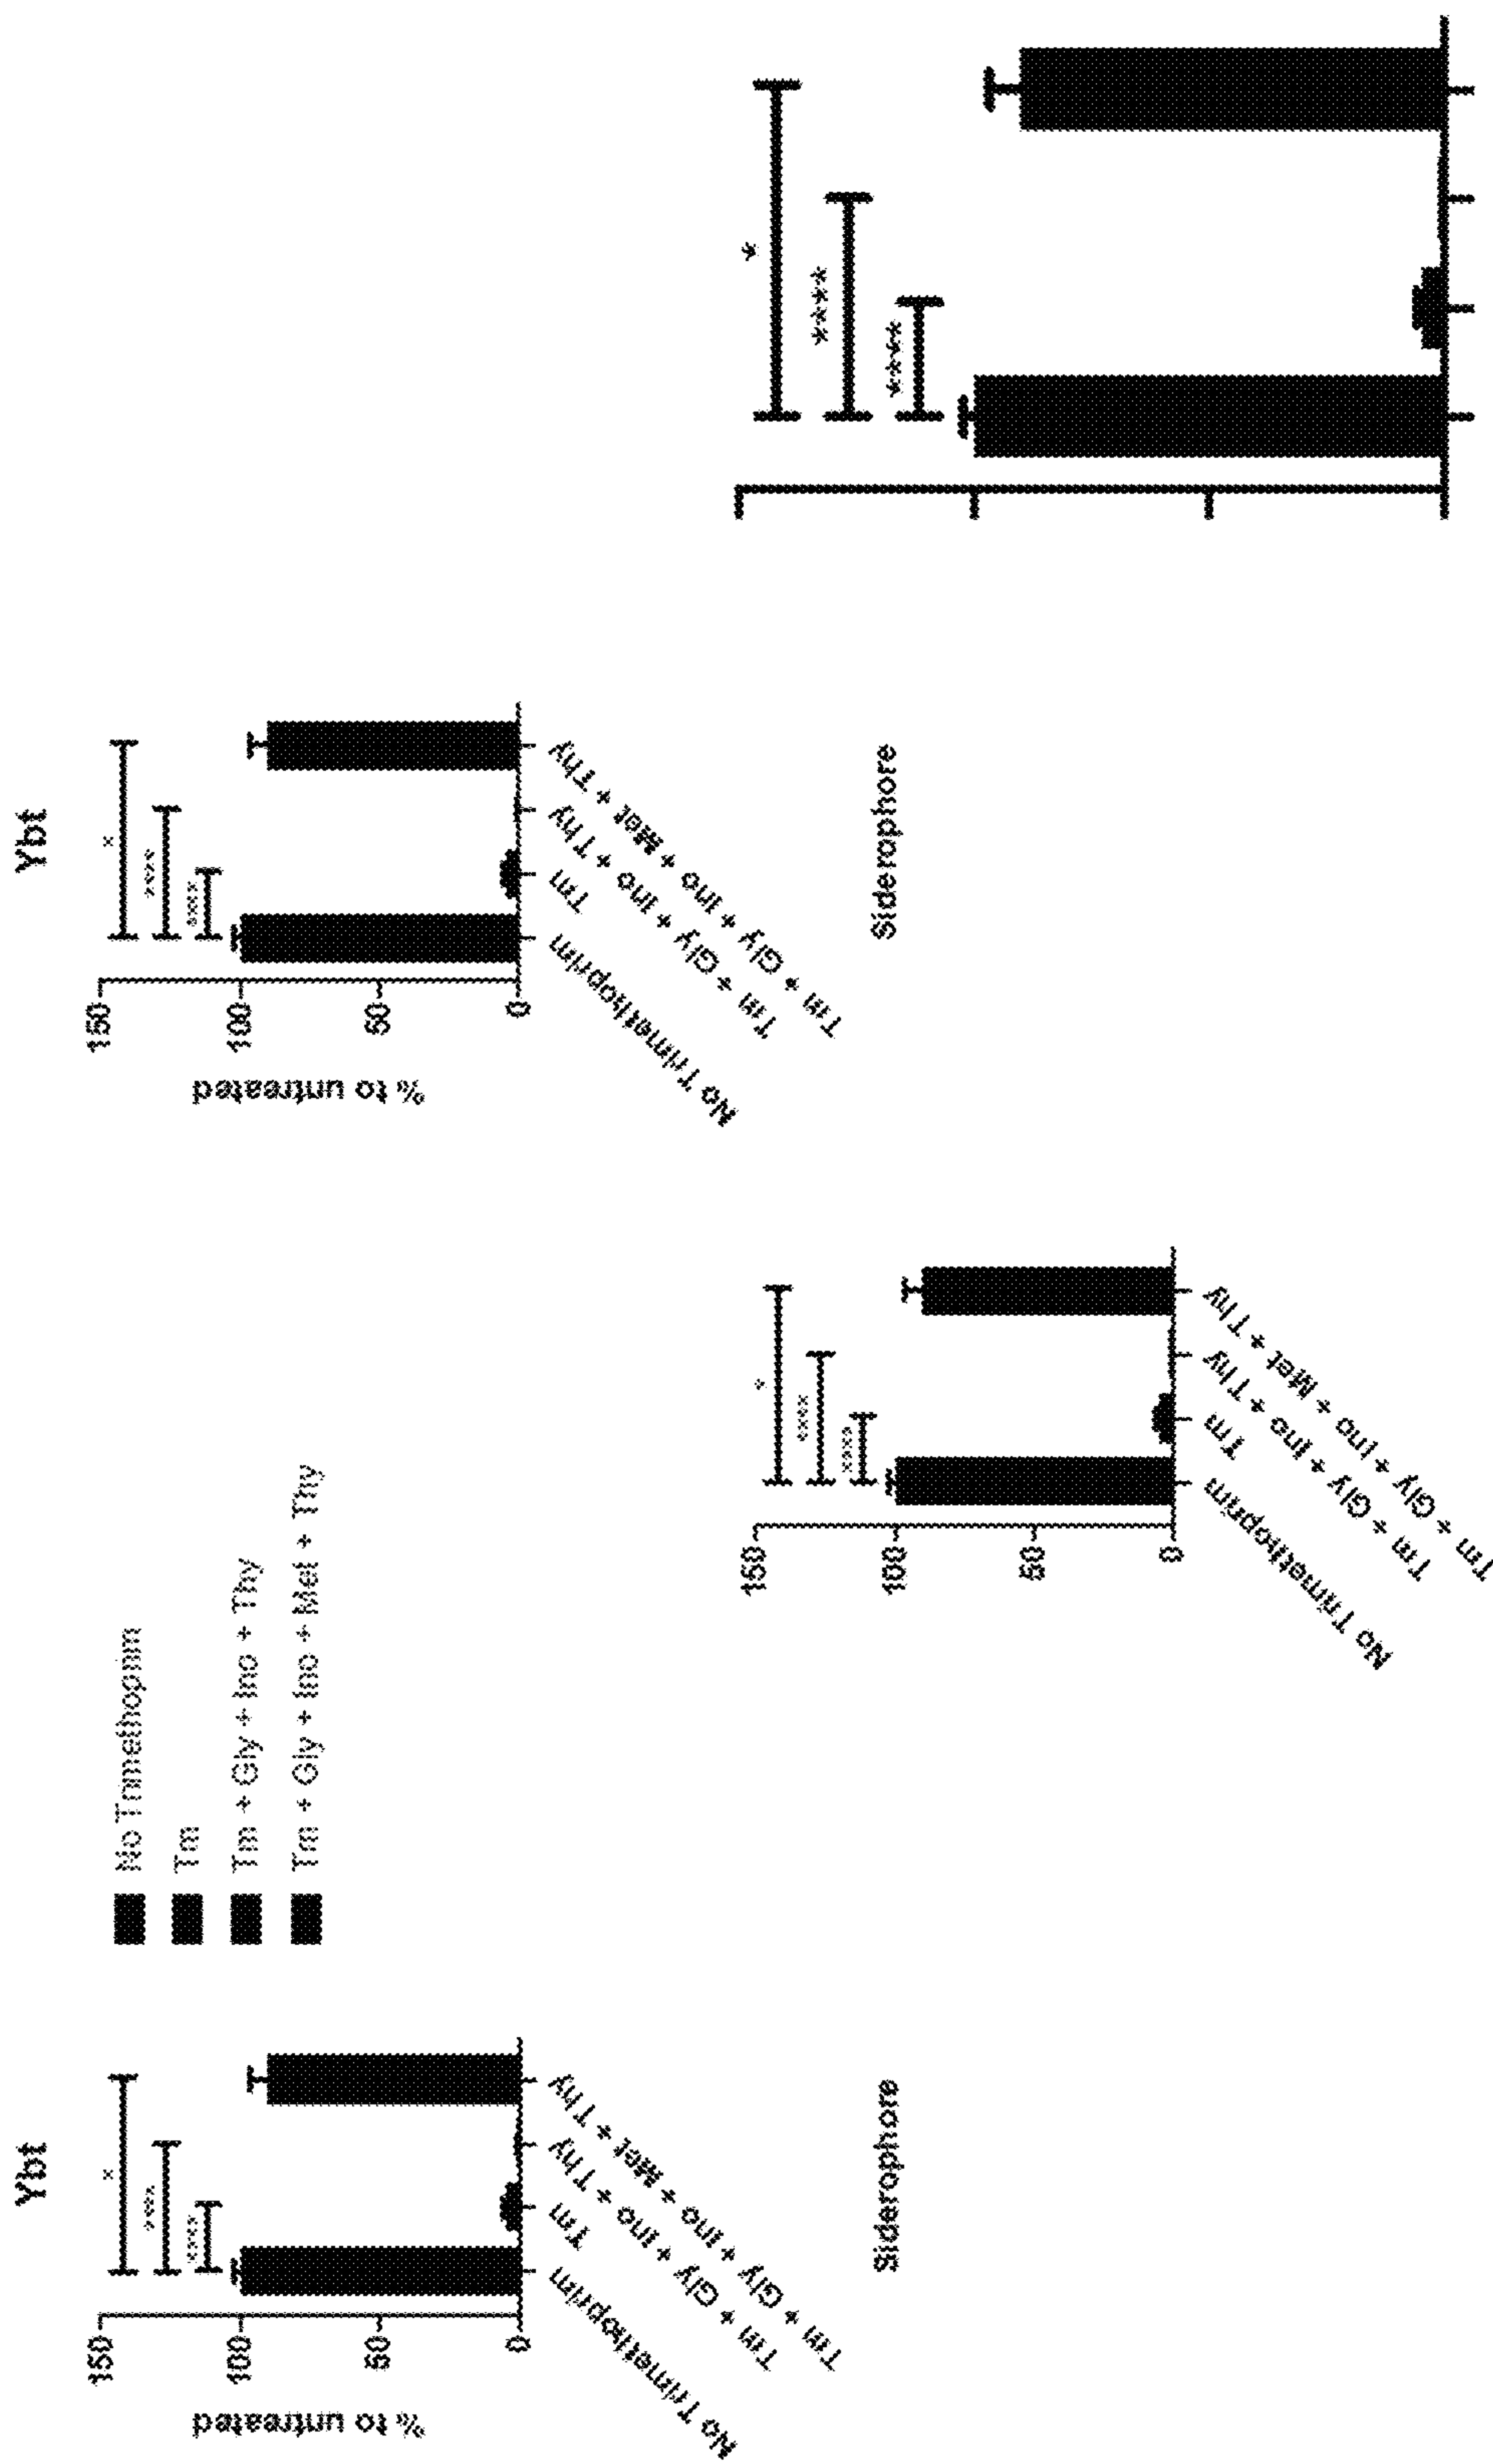 Ybt
% to untreated
150
100
50
0
****
****
*
No Trimethoprim
Tm
Tm + Gly + Ino + Thy
Tm + Gly + Ino + Met + Thy
Siderophore
No Trimethoprim
Tm
Tm + Gly + Ino + Thy
Tm + Gly + Ino + Met + Thy
Ybt
% to untreated
150
100
50
0
****
****
*
No Trimethoprim
Tm
Tm + Gly + Ino + Thy
Tm + Gly + Ino + Met + Thy
Siderophore
150
100
50
0
****
****
*
No Trimethoprim
Tm
Tm + Gly + Ino + Thy
Tm + Gly + Ino + Met + Thy
****
****
*